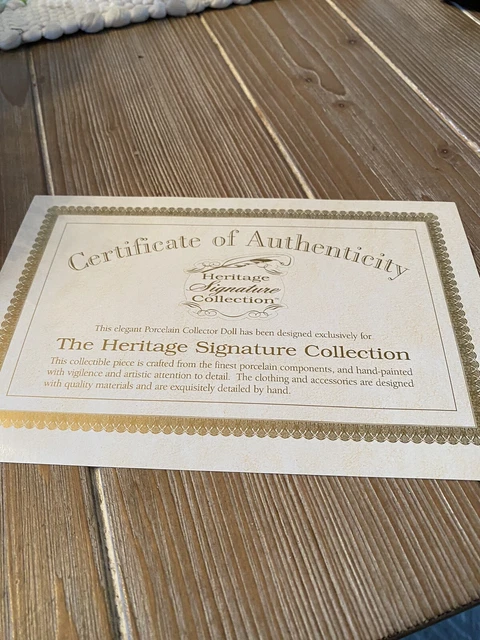 Certificate of Authenticity
Heritage
Signature
Collection™
This elegant Porcelain Collector Doll has been designed exclusively for
The Heritage Signature Collection
This collectible piece is crafted from the finest porcelain components, and hand-painted
with vigilence and artistic attention to detail. The clothing and accessories are designed
with quality materials and are exquisitely detailed by hand.